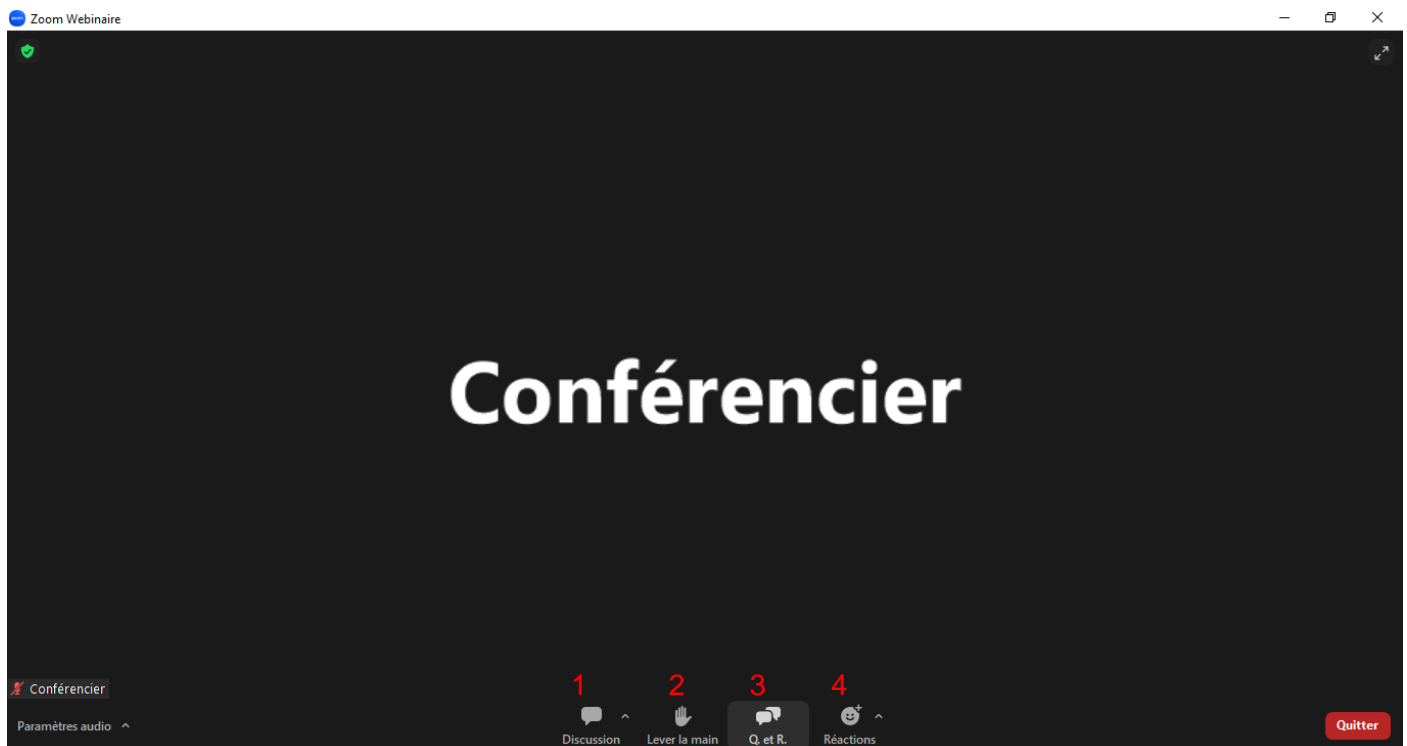 Zoom Webinaire
Conférencier
Conférencier
1 2 3 4
Paramètres audio
Discussion Lever la main Q. et R. Réactions
Quitter